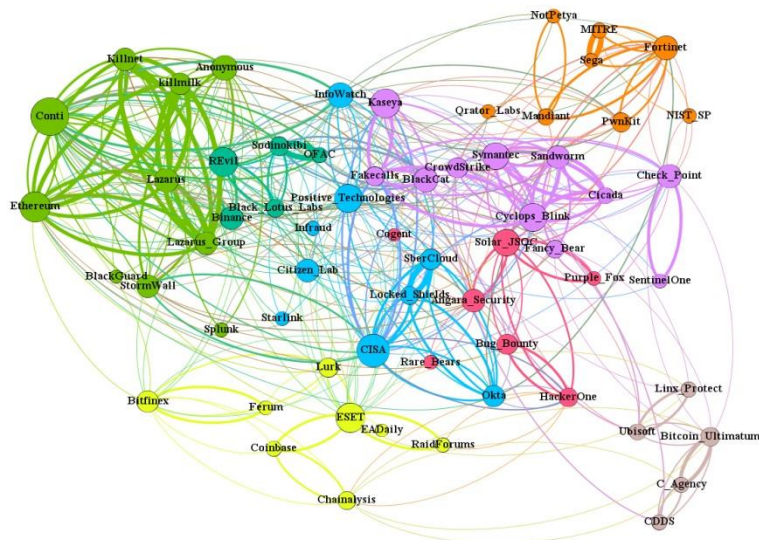 NotPetya
MITRE
Killnet
Fortinet
Sega
Anonymous
killmilk
InfoWatch
Kaseya
Conti
Qrator_Labs
Mandiant
PwnKit
NIST_SP
Sodinokibi
OFAC
REvil
Symantec
Sandworm
CrowdStrike
Fakecalls
BlackCat
Check_Point
Lazarus
Cicada
Positive_Technologies
Ethereum
Black_Lotus_Labs
Binance
Cyclops_Blink
Infraud
Cogent
Lazarus_Group
Solar_JSOC
Fancy_Bear
SberCloud
Citizen_Lab
BlackGuard
StormWall
Purple_Fox
SentinelOne
Locked_Shields
Angara_Security
Starlink
Splunk
Bug_Bounty
CISA
Rare_Bears
Lurk
Linx_Protect
Okta
HackerOne
Bitfinex
Ferum
ESET
EADaily
Ubisoft
Bitcoin_Ultimatum
Coinbase
RaidForums
C_Agency
Chainalysis
CDDS